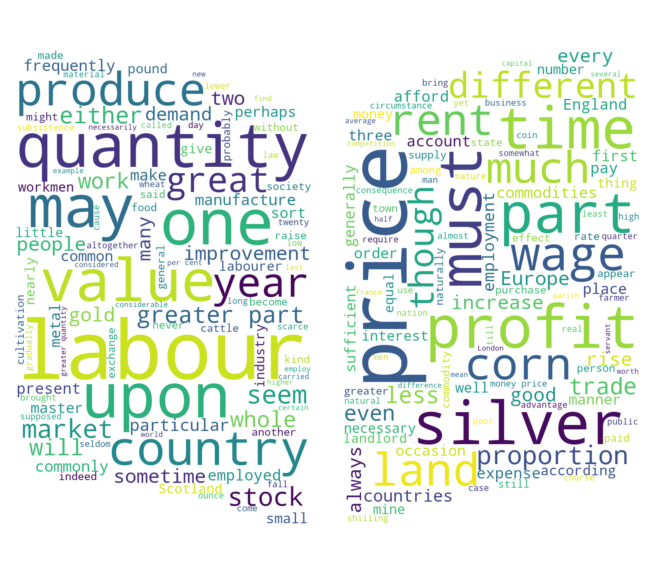 made
new
lower
frequently
material
pound
find
produce
two
either
demand
perhaps
might
raise
subsistence
necessarily
called
day
probably
without
quantity
law
example
give
great
workmen
work
make
wheat
said
society
manufacture
may
one
food
cause
sort
twenty
little
many
people
common
altogether
general
improvement
low
nearly
considered
per cent
labourer
last
value
year
long
become
cultivation
gradually
metal
gold
greater quantity
considerable
greater part
never
cattle
scarce
exchange
industry
kind
employ
higher
labour
present
brought
supposed
master
upon
seem
certain
market
particular
whole
another
will
seldom
world
country
commonly
indeed
sometime
employed
Scotland
ounce
fall
come
stock
small
capital
several
every
bring
number
different
circumstance
afford
yet
business
England
money
average
rent
time
coin
three
competition
account
state
supply
somewhat
first
pay
among
man
nature
much
thing
consequence
commodities
generally
town
half
must
least
high
require
almost
part
price
though
naturally
employment
effect
rate
quarter
order
equal
wage
appear
sufficient
France
use
Europe
place
farmer
interest
nation
increase
still
real
parish
men
profit
London
servant
difference
mean
money price
person
worth
greater
natural
less
commodity
well
corn
rise
trade
good
advantage
manner
even
necessary
landlord
poor
silver
public
paid
occasion
proportion
always
land
expense
according
purchase
still
countries
case
course
mine
shilling